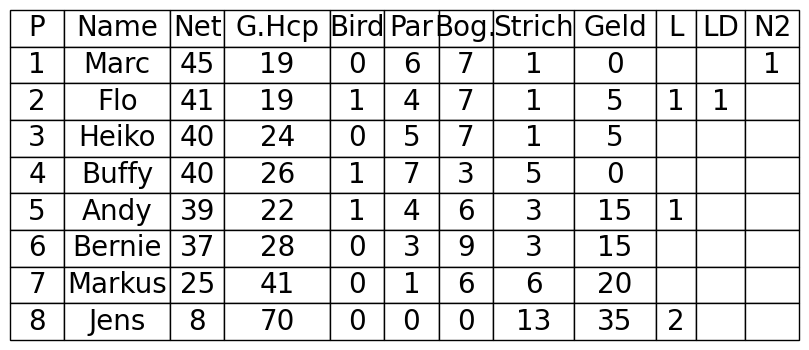 P Name Net G.Hcp Bird Par Bog. Strich Geld L LD N2
1 Marc 45 19 0 6 7 1 0 1
2 Flo 41 19 1 4 7 1 5 1 1
3 Heiko 40 24 0 5 7 1 5
4 Buffy 40 26 1 7 3 5 0
5 Andy 39 22 1 4 6 3 15 1
6 Bernie 37 28 0 3 9 3 15
7 Markus 25 41 0 1 6 6 20
8 Jens 8 70 0 0 0 13 35 2